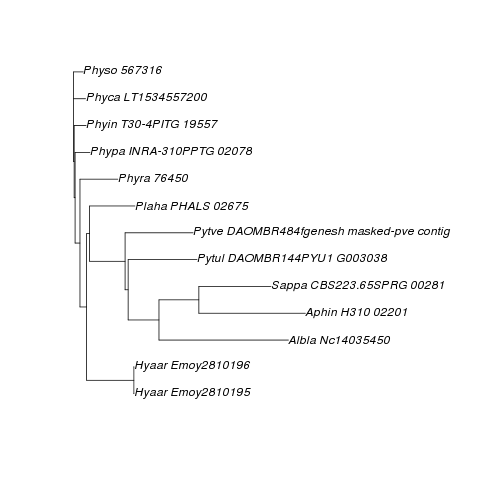 Physo 567316
Phyca LT1534557200
Phyin T30-4PITG 19557
Phypa INRA-310PPTG 02078
Phyra 76450
Plaha PHALS 02675
Pytve DAOMBR484fgenesh masked-pve contig
Pytul DAOMBR144PYU1 G003038
Sappa CBS223.65SPRG 00281
Aphin H310 02201
Albla Nc14035450
Hyaar Emoy2810196
Hyaar Emoy2810195